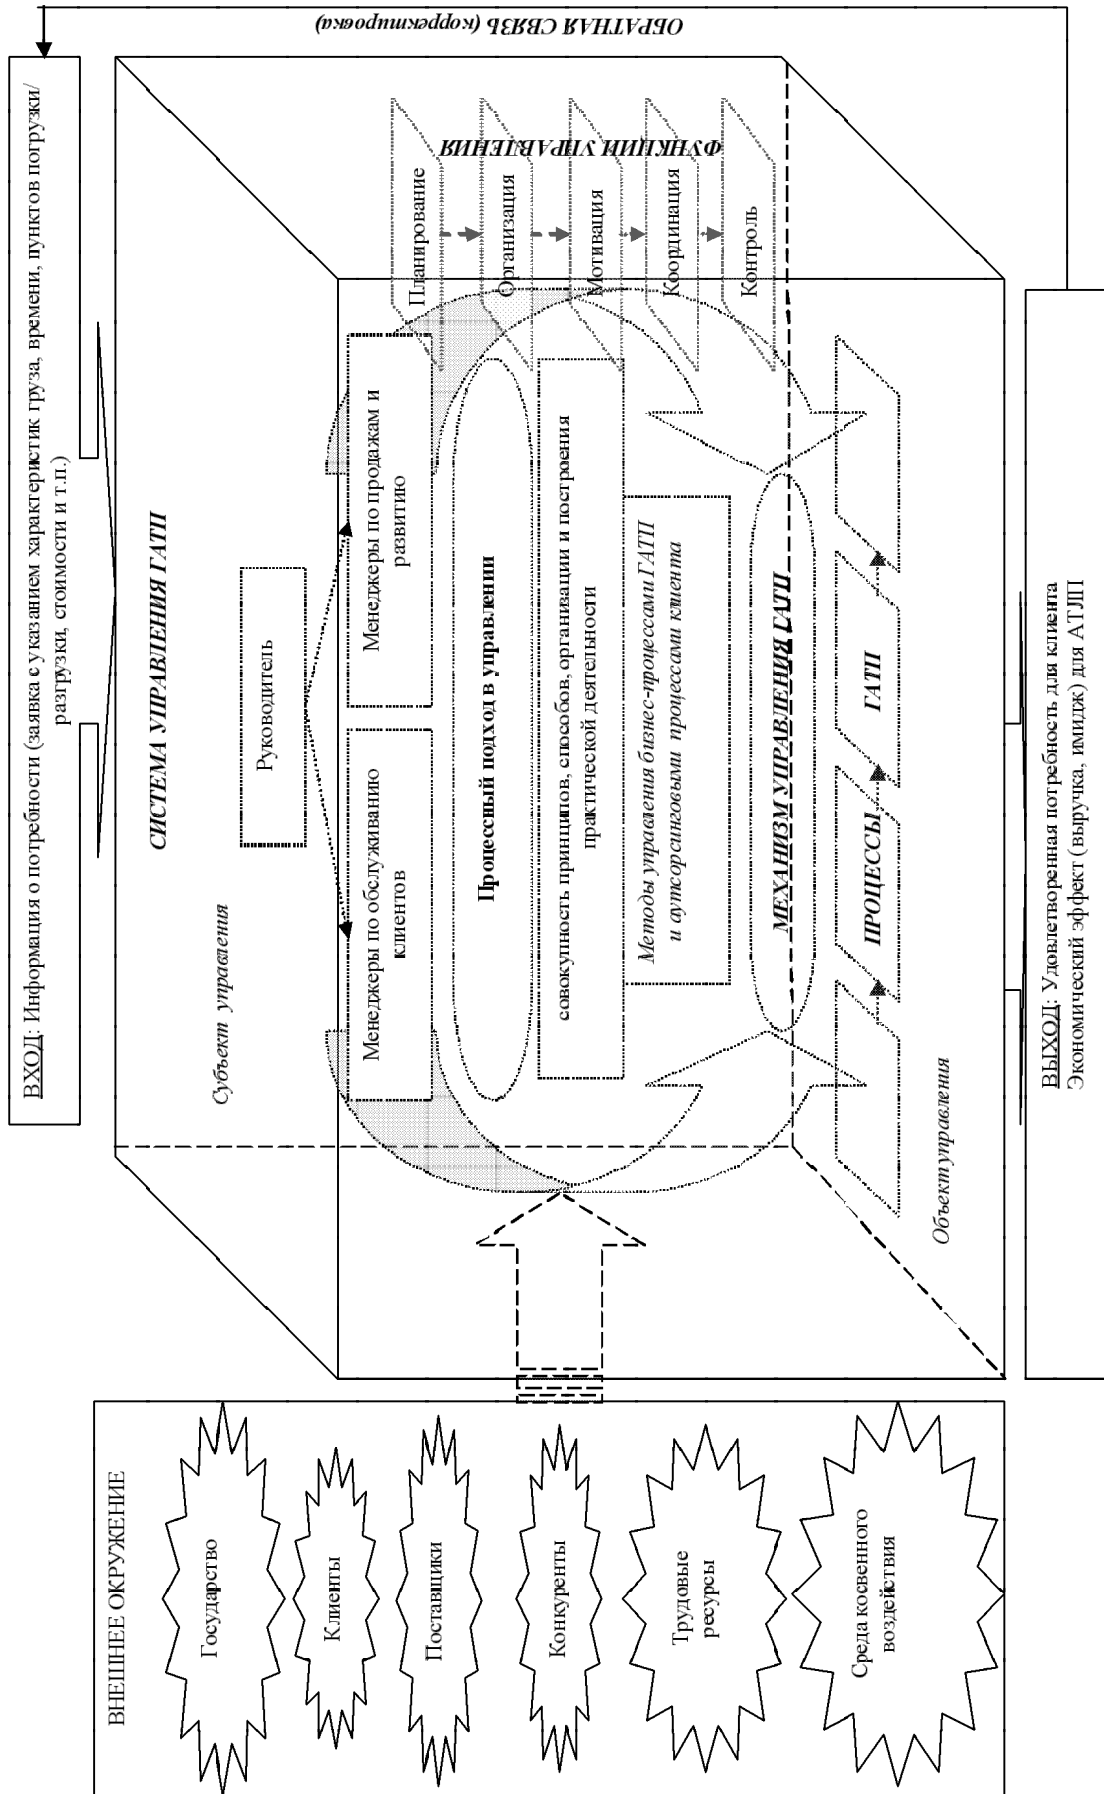 ВХОД: Информация о потребности (заявка с указанием характеристик груза, времени, пунктов погрузки/
разгрузки, стоимости и т.п.)
ОБРАТНАЯ СВЯЗЬ (корректировка)
СИСТЕМА УПРАВЛЕНИЯ ГАТП
Субъект управления
Руководитель
Менеджеры по обслуживанию
клиентов
Менеджеры по продажам и
развитию
Процессный подход в управлении
совокупность принципов, способов, организации и построения
практической деятельности
Методы управления бизнес-процессами ГАТП
и аутсорсинговыми процессами клиента
МЕХАНИЗМ УПРАВЛЕНИЯ ГАТП
ФУНКЦИИ УПРАВЛЕНИЯ
Планирование
Организация
Мотивация
Координация
Контроль
ПРОЦЕССЫ
ГАТП
Объект управления
ВНЕШНЕЕ ОКРУЖЕНИЕ
Государство
Клиенты
Поставщики
Конкуренты
Трудовые
ресурсы
Среда косвенного
воздействия
ВЫХОД: Удовлетворенная потребность для клиента
Экономический эффект (выручка, имидж) для АТЛП